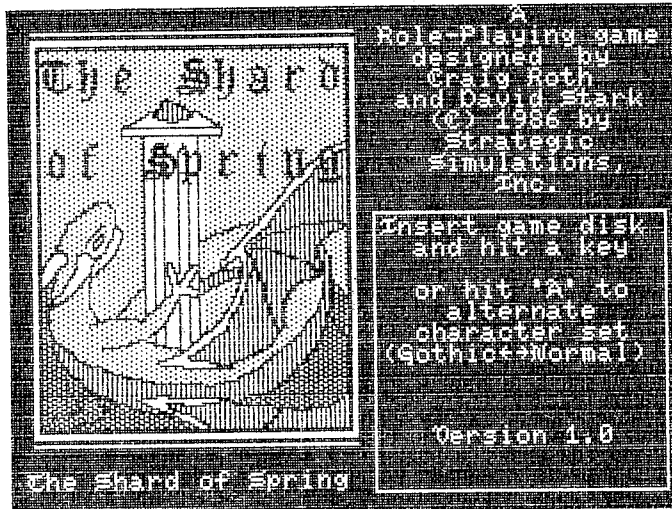 The Shard
of Spring
The Shard of Spring
A
Role-Playing game
designed by
Craig Roth
and David Stark
(C) 1986 by
Strategic
Simulations,
Inc.
Insert game disk
and hit a key
or hit 'A' to
alternate
character set
(Gothic↔Normal)
Version 1.0